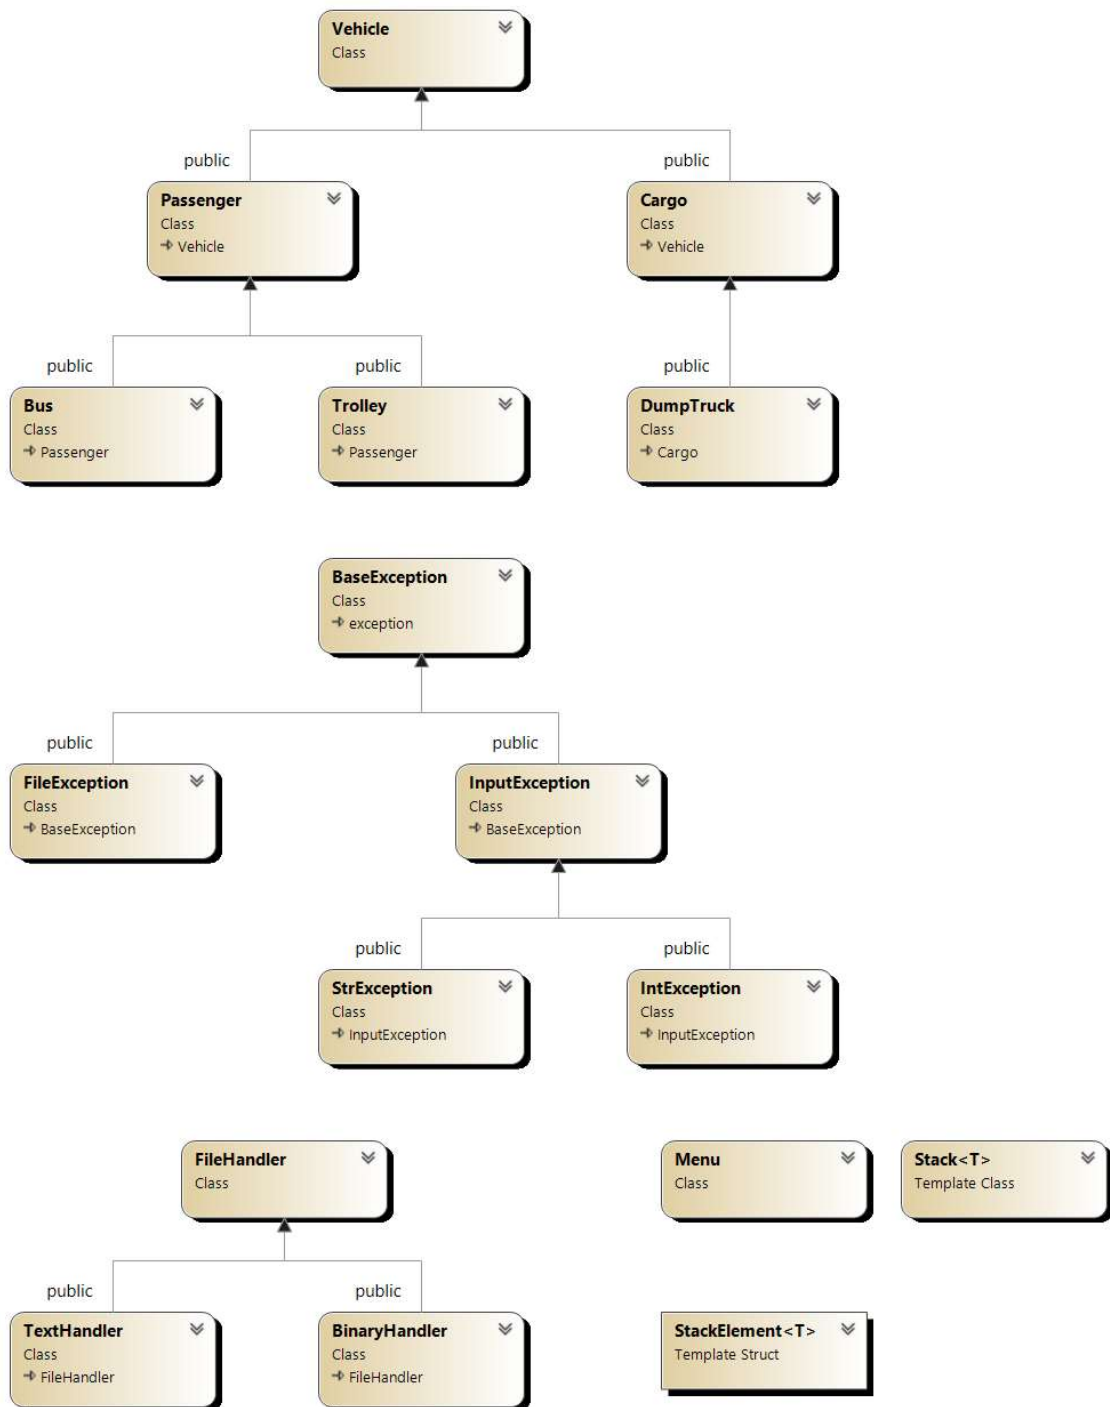 Vehicle
Class
public
public
Passenger
Class
Vehicle
Cargo
Class
Vehicle
public
public
public
Bus
Class
Passenger
Trolley
Class
Passenger
DumpTruck
Class
Cargo
BaseException
Class
exception
public
public
FileException
Class
BaseException
InputException
Class
BaseException
public
public
StrException
Class
InputException
IntException
Class
InputException
FileHandler
Class
Menu
Class
Stack<T>
Template Class
public
public
TextHandler
Class
FileHandler
BinaryHandler
Class
FileHandler
StackElement<T>
Template Struct